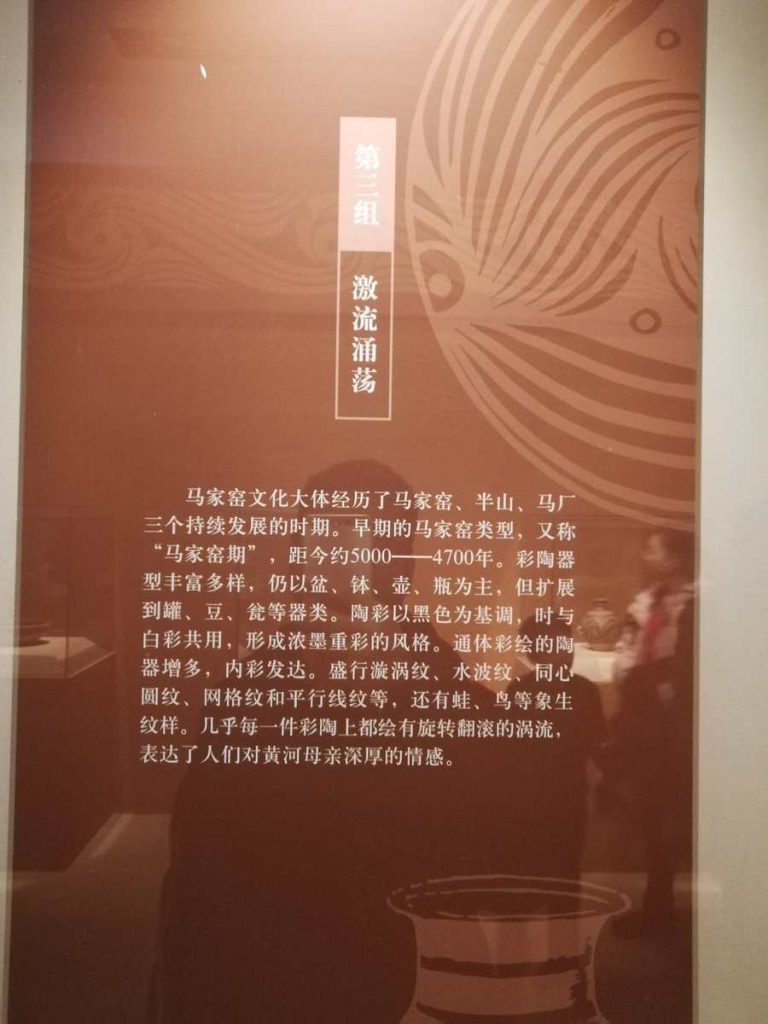 第三组
激流涌荡
马家窑文化大体经历了马家窑、半山、马厂
三个持续发展的时期。早期的马家窑类型，又称
“马家窑期”，距今约5000——4700年。彩陶器
型丰富多样，仍以盆、钵、壶、瓶为主，但扩展
到罐、豆、瓮等器类。陶彩以黑色为基调，时与
白彩共用，形成浓墨重彩的风格。通体彩绘的陶
器增多，内彩发达。盛行漩涡纹、水波纹、同心
圆纹、网格纹和平行线纹等，还有蛙、鸟等象生
纹样。几乎每一件彩陶上都绘有旋转翻滚的涡流，
表达了人们对黄河母亲深厚的情感。